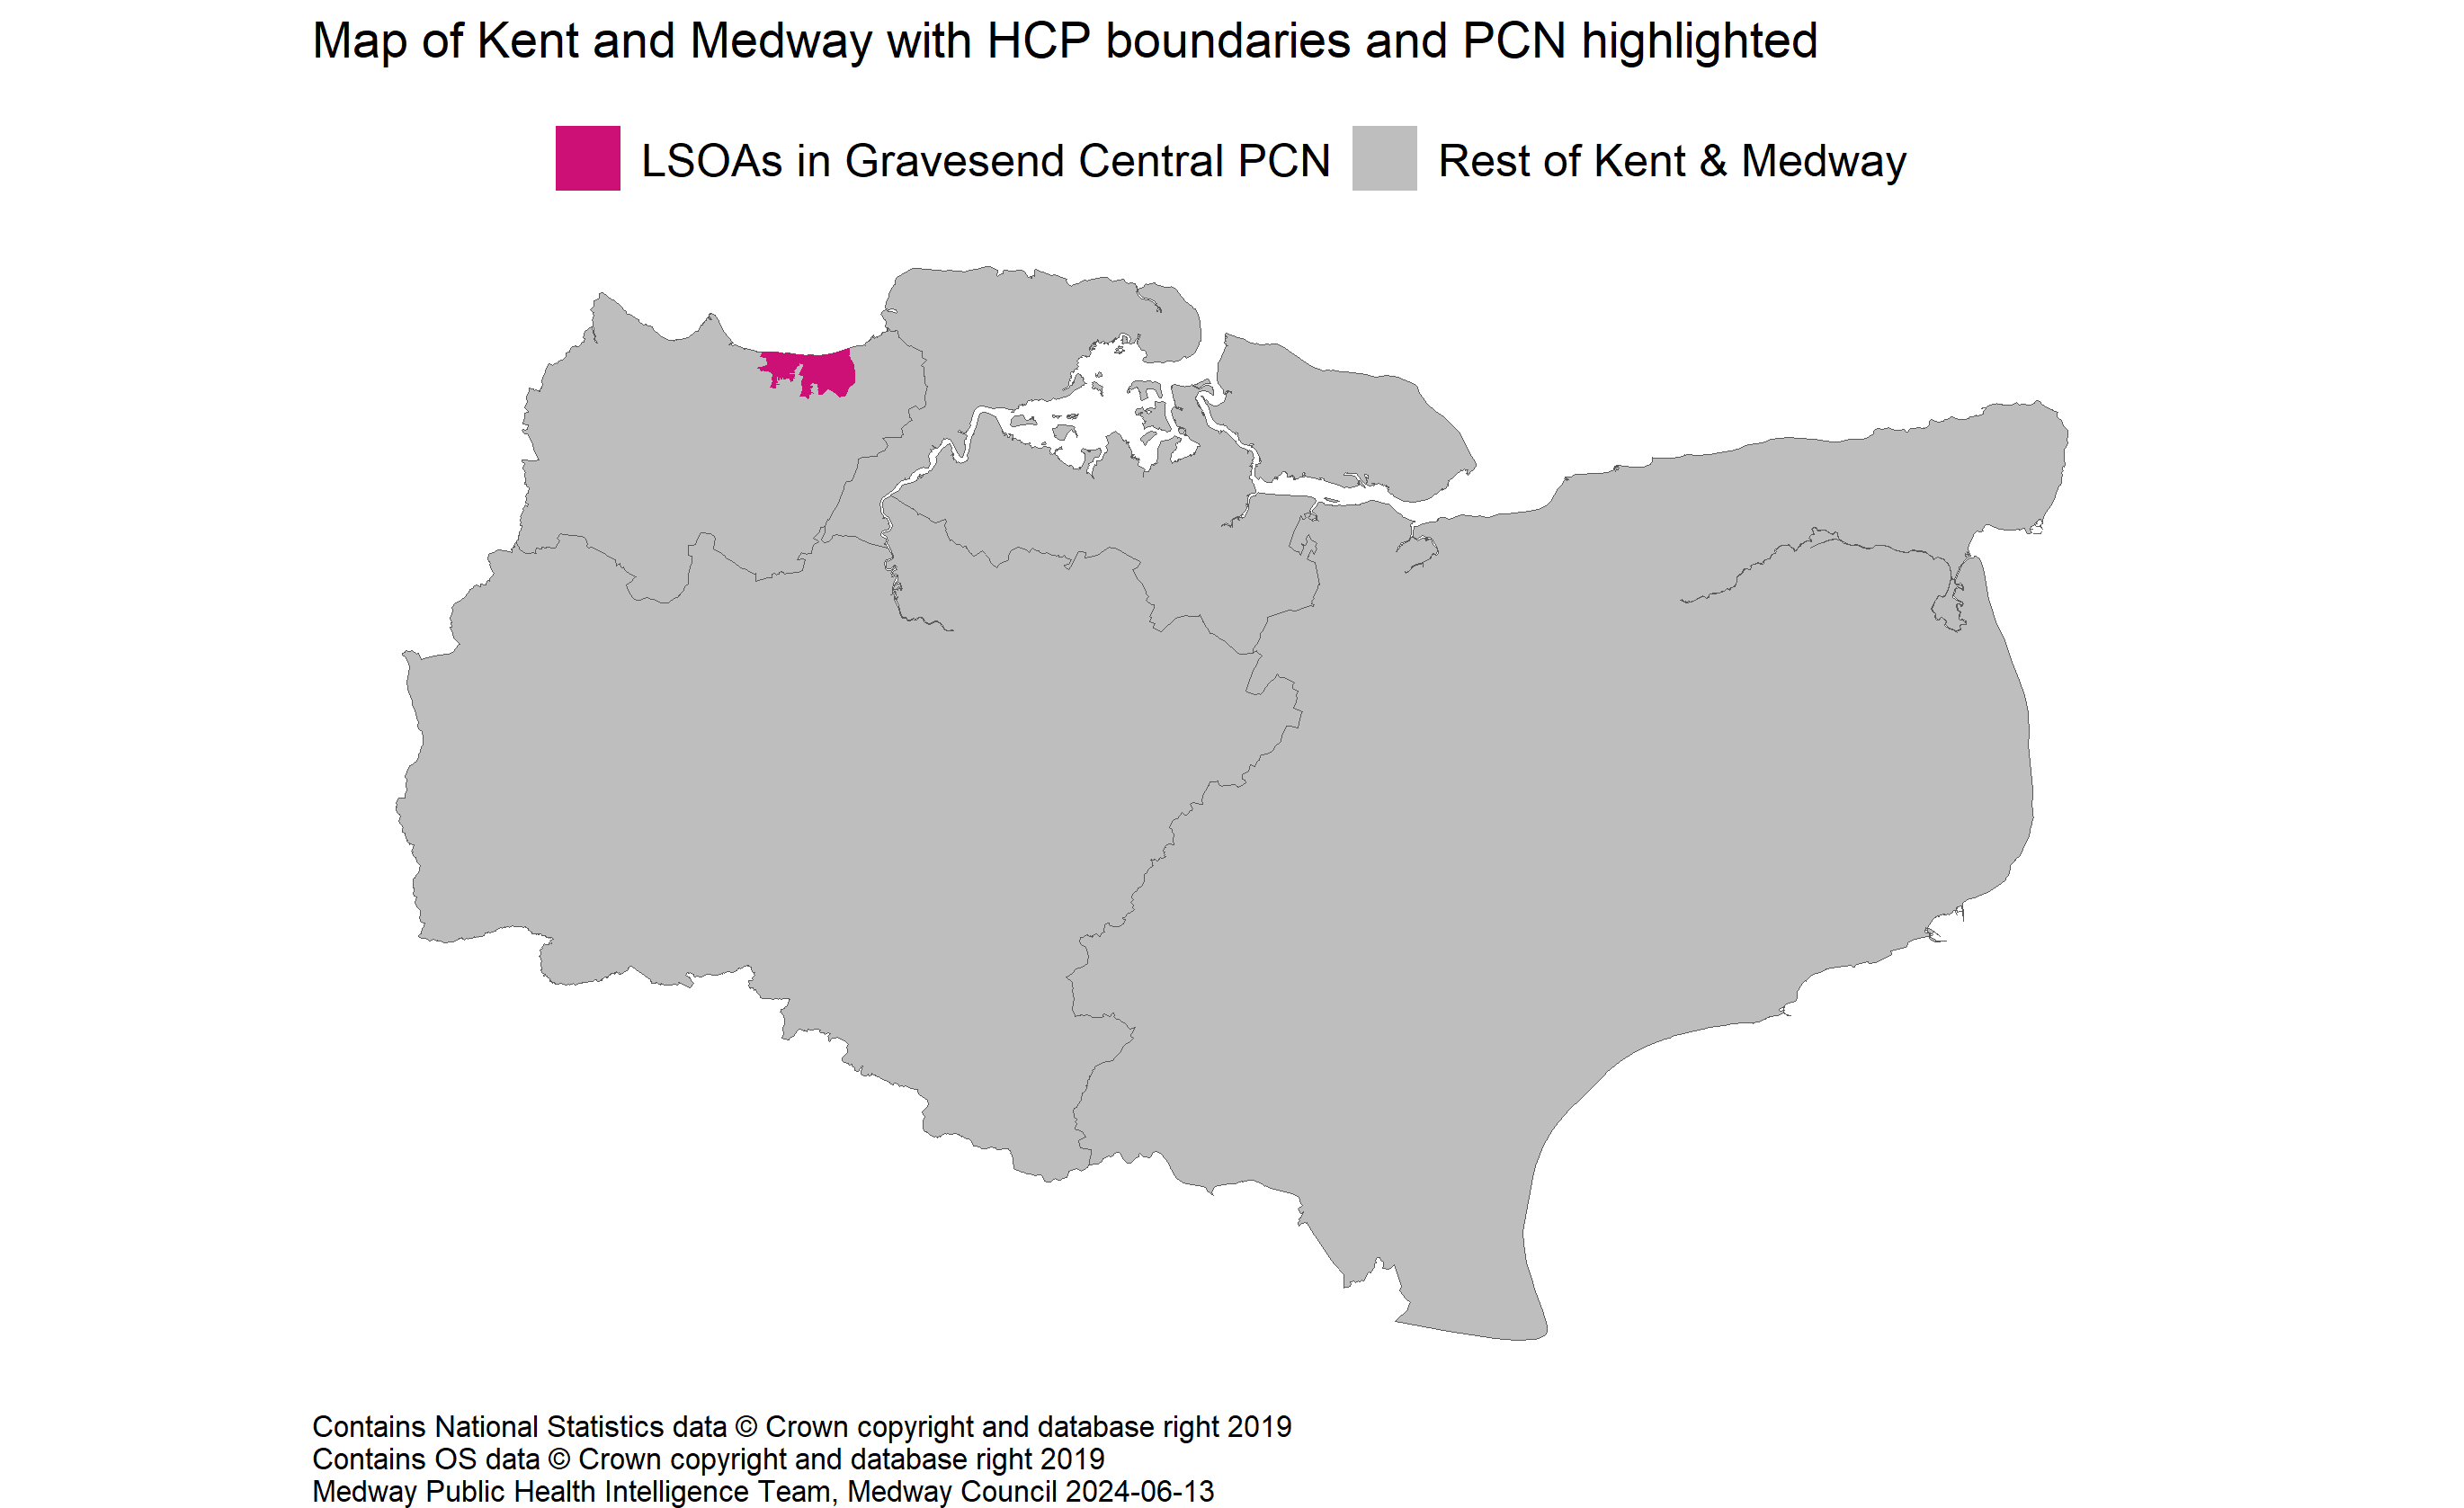 Map of Kent and Medway with HCP boundaries and PCN highlighted
LSOAs in Gravesend Central PCN Rest of Kent & Medway
Contains National Statistics data © Crown copyright and database right 2019
Contains OS data © Crown copyright and database right 2019
Medway Public Health Intelligence Team, Medway Council 2024-06-13